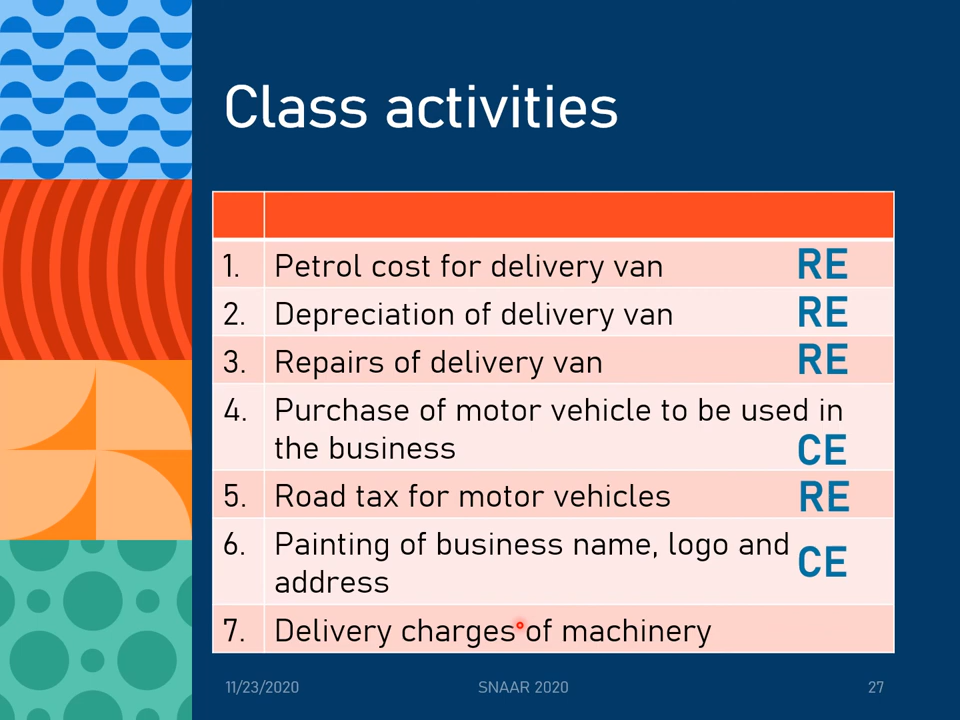 Class activities
1. Petrol cost for delivery van RE
2. Depreciation of delivery van RE
3. Repairs of delivery van RE
4. Purchase of motor vehicle to be used in
the business CE
5. Road tax for motor vehicles RE
6. Painting of business name, logo and CE
address
7. Delivery charges of machinery
11/23/2020 SNAAR 2020 27